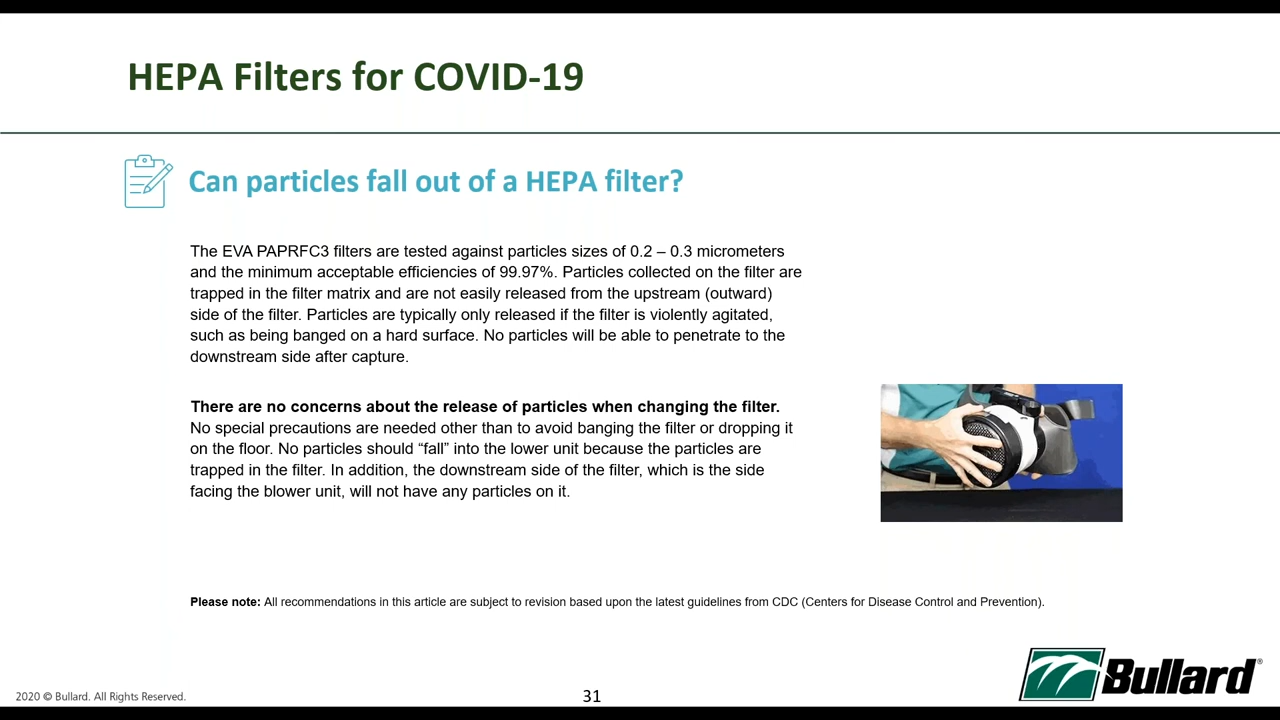 HEPA Filters for COVID-19
Can particles fall out of a HEPA filter?
The EVA PAPRFC3 filters are tested against particles sizes of 0.2 – 0.3 micrometers
and the minimum acceptable efficiencies of 99.97%. Particles collected on the filter are
trapped in the filter matrix and are not easily released from the upstream (outward)
side of the filter. Particles are typically only released if the filter is violently agitated,
such as being banged on a hard surface. No particles will be able to penetrate to the
downstream side after capture.
There are no concerns about the release of particles when changing the filter.
No special precautions are needed other than to avoid banging the filter or dropping it
on the floor. No particles should “fall” into the lower unit because the particles are
trapped in the filter. In addition, the downstream side of the filter, which is the side
facing the blower unit, will not have any particles on it.
Please note: All recommendations in this article are subject to revision based upon the latest guidelines from CDC (Centers for Disease Control and Prevention).
Bullard®
2020 © Bullard. All Rights Reserved.
31